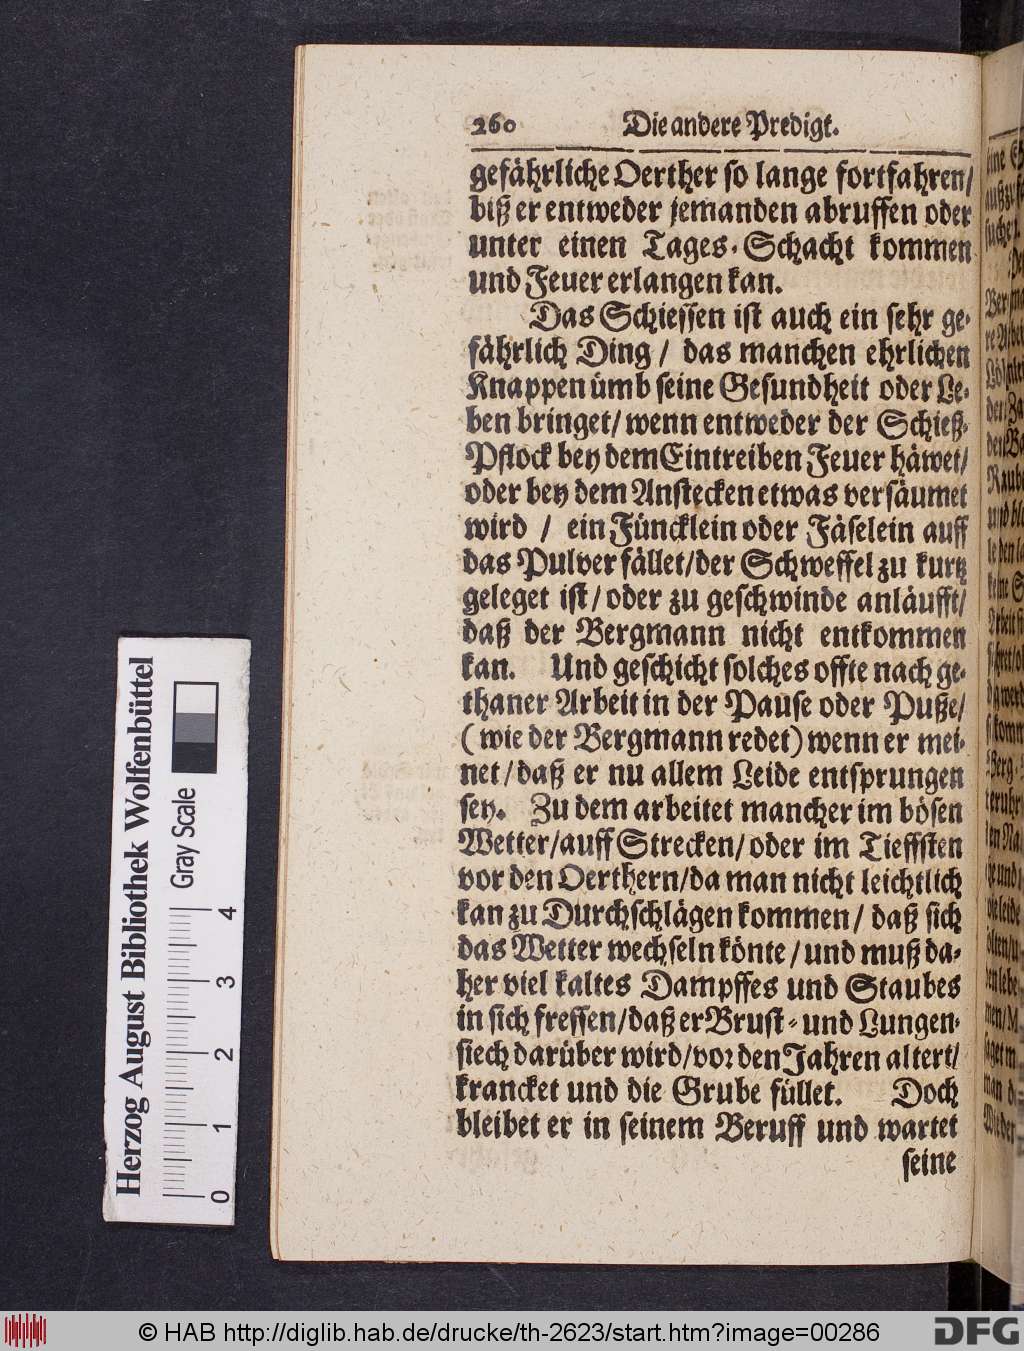 260 Die andere Predigt.
gefährliche Oerther so lange fortfahren/
biß er entweder jemanden abruffen oder
unter einen Tages-Schacht kommen
und Feuer erlangen kan.
Das Schiessen ist auch ein sehr ge-
fährlich Ding / das manchen ehrlichen
Knappen ümb seine Gesundheit oder Le-
ben bringet/ wenn entweder der Schieß-
Pflock bey dem Eintreiben Feuer häwet/
oder bey dem Anstecken etwas versäumet
wird / ein Füncklein oder Fäselein auff
das Pulver fället/der Schweffel zu kurtz
geleget ist/ oder zu geschwinde anläufft/
daß der Bergmann nicht entkommen
kan. Und geschicht solches offte nach ge-
thaner Arbeit in der Pause oder Puße/
( wie der Bergmann redet) wenn er mei-
net/daß er nu allem Leide entsprungen
sey. Zu dem arbeitet mancher im bösen
Wetter/auff Strecken/ oder im Tieffsten
vor den Oerthern/da man nicht leichtlich
kan zu Durchschlägen kommen/ daß sich
das Wetter wechseln könte / und muß da-
her viel kaltes Dampffes und Staubes
in sich fressen/daß er Brust- und Lungen-
siech darüber wird/vor den Jahren altert/
krancket und die Grube füllet. Doch
bleibet er in seinem Beruff und wartet
seine
Herzog August Bibliothek Wolfenbüttel
Gray Scale
0 1 2 3 4
© HAB http://diglib.hab.de/drucke/th-2623/start.htm?image=00286
DFG